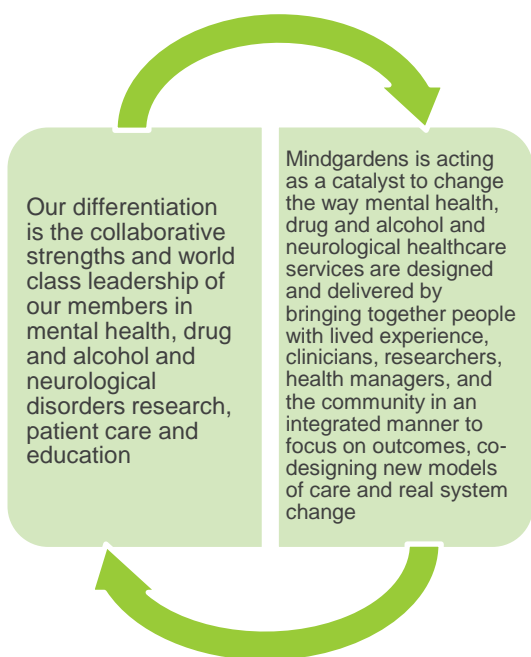 Our differentiation
is the collaborative
strengths and world
class leadership of
our members in
mental health, drug
and alcohol and
neurological
disorders research,
patient care and
education
Mindgardens is acting
as a catalyst to change
the way mental health,
drug and alcohol and
neurological healthcare
services are designed
and delivered by
bringing together people
with lived experience,
clinicians, researchers,
health managers, and
the community in an
integrated manner to
focus on outcomes, co-
designing new models
of care and real system
change